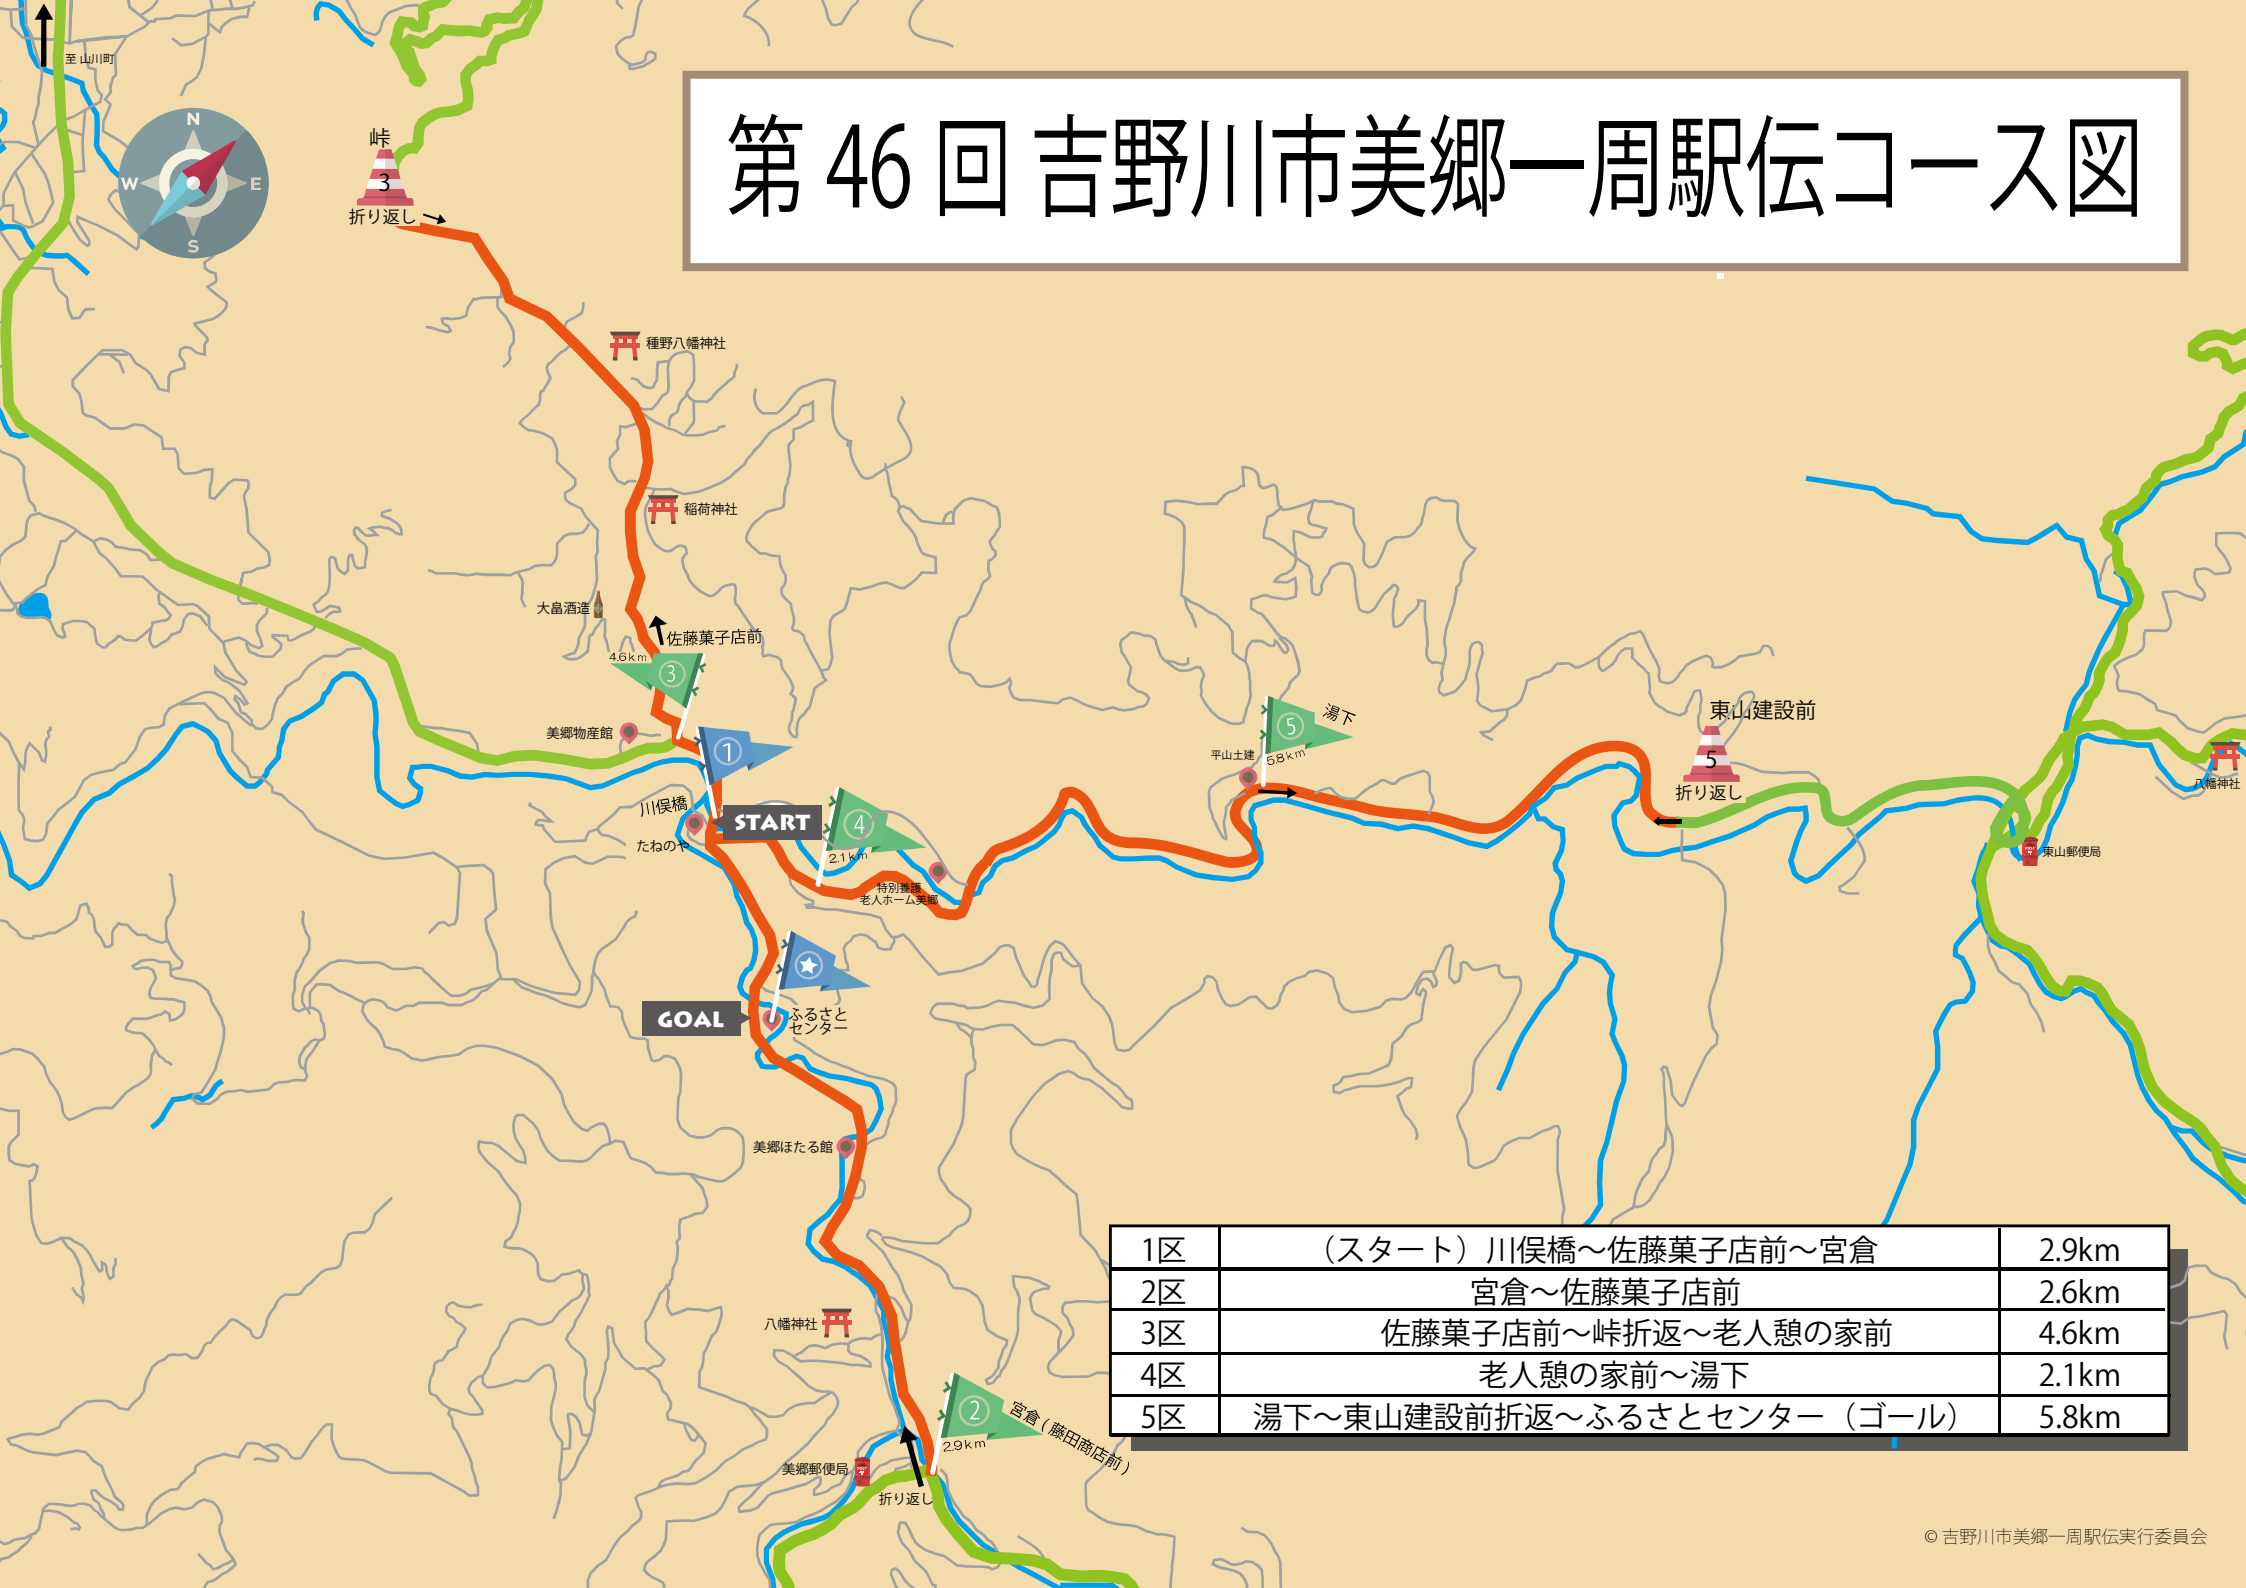 第46回 吉野川市美郷一周駅伝コース図
至 山川町
N
W
E
S
峠
3
折り返し
種野八幡神社
稲荷神社
大畠酒造
佐藤菓子店前
4.6km
3
美郷物産館
1
川俣橋
START
たねのや
4
2.1km
特別養護
老人ホーム美郷
湯下
5
5.8km
平山土建
東山建設前
5
折り返し
八幡神社
東山郵便局
GOAL
ふるさと
センター
美郷ほたる館
八幡神社
2
2.9km
宮倉(藤田商店前)
美郷郵便局
折り返し
1区 （スタート）川俣橋～佐藤菓子店前～宮倉 2.9km
2区 宮倉～佐藤菓子店前 2.6km
3区 佐藤菓子店前～峠折返～老人憩の家前 4.6km
4区 老人憩の家前～湯下 2.1km
5区 湯下～東山建設前折返～ふるさとセンター（ゴール） 5.8km
© 吉野川市美郷一周駅伝実行委員会